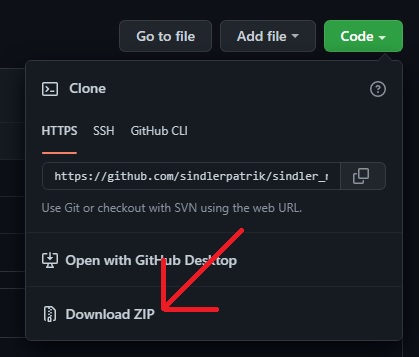 Go to file Add file Code
Clone
HTTPS SSH GitHub CLI
https://github.com/sindlerpatrik/sindler_
Use Git or checkout with SVN using the web URL.
Open with GitHub Desktop
Download ZIP